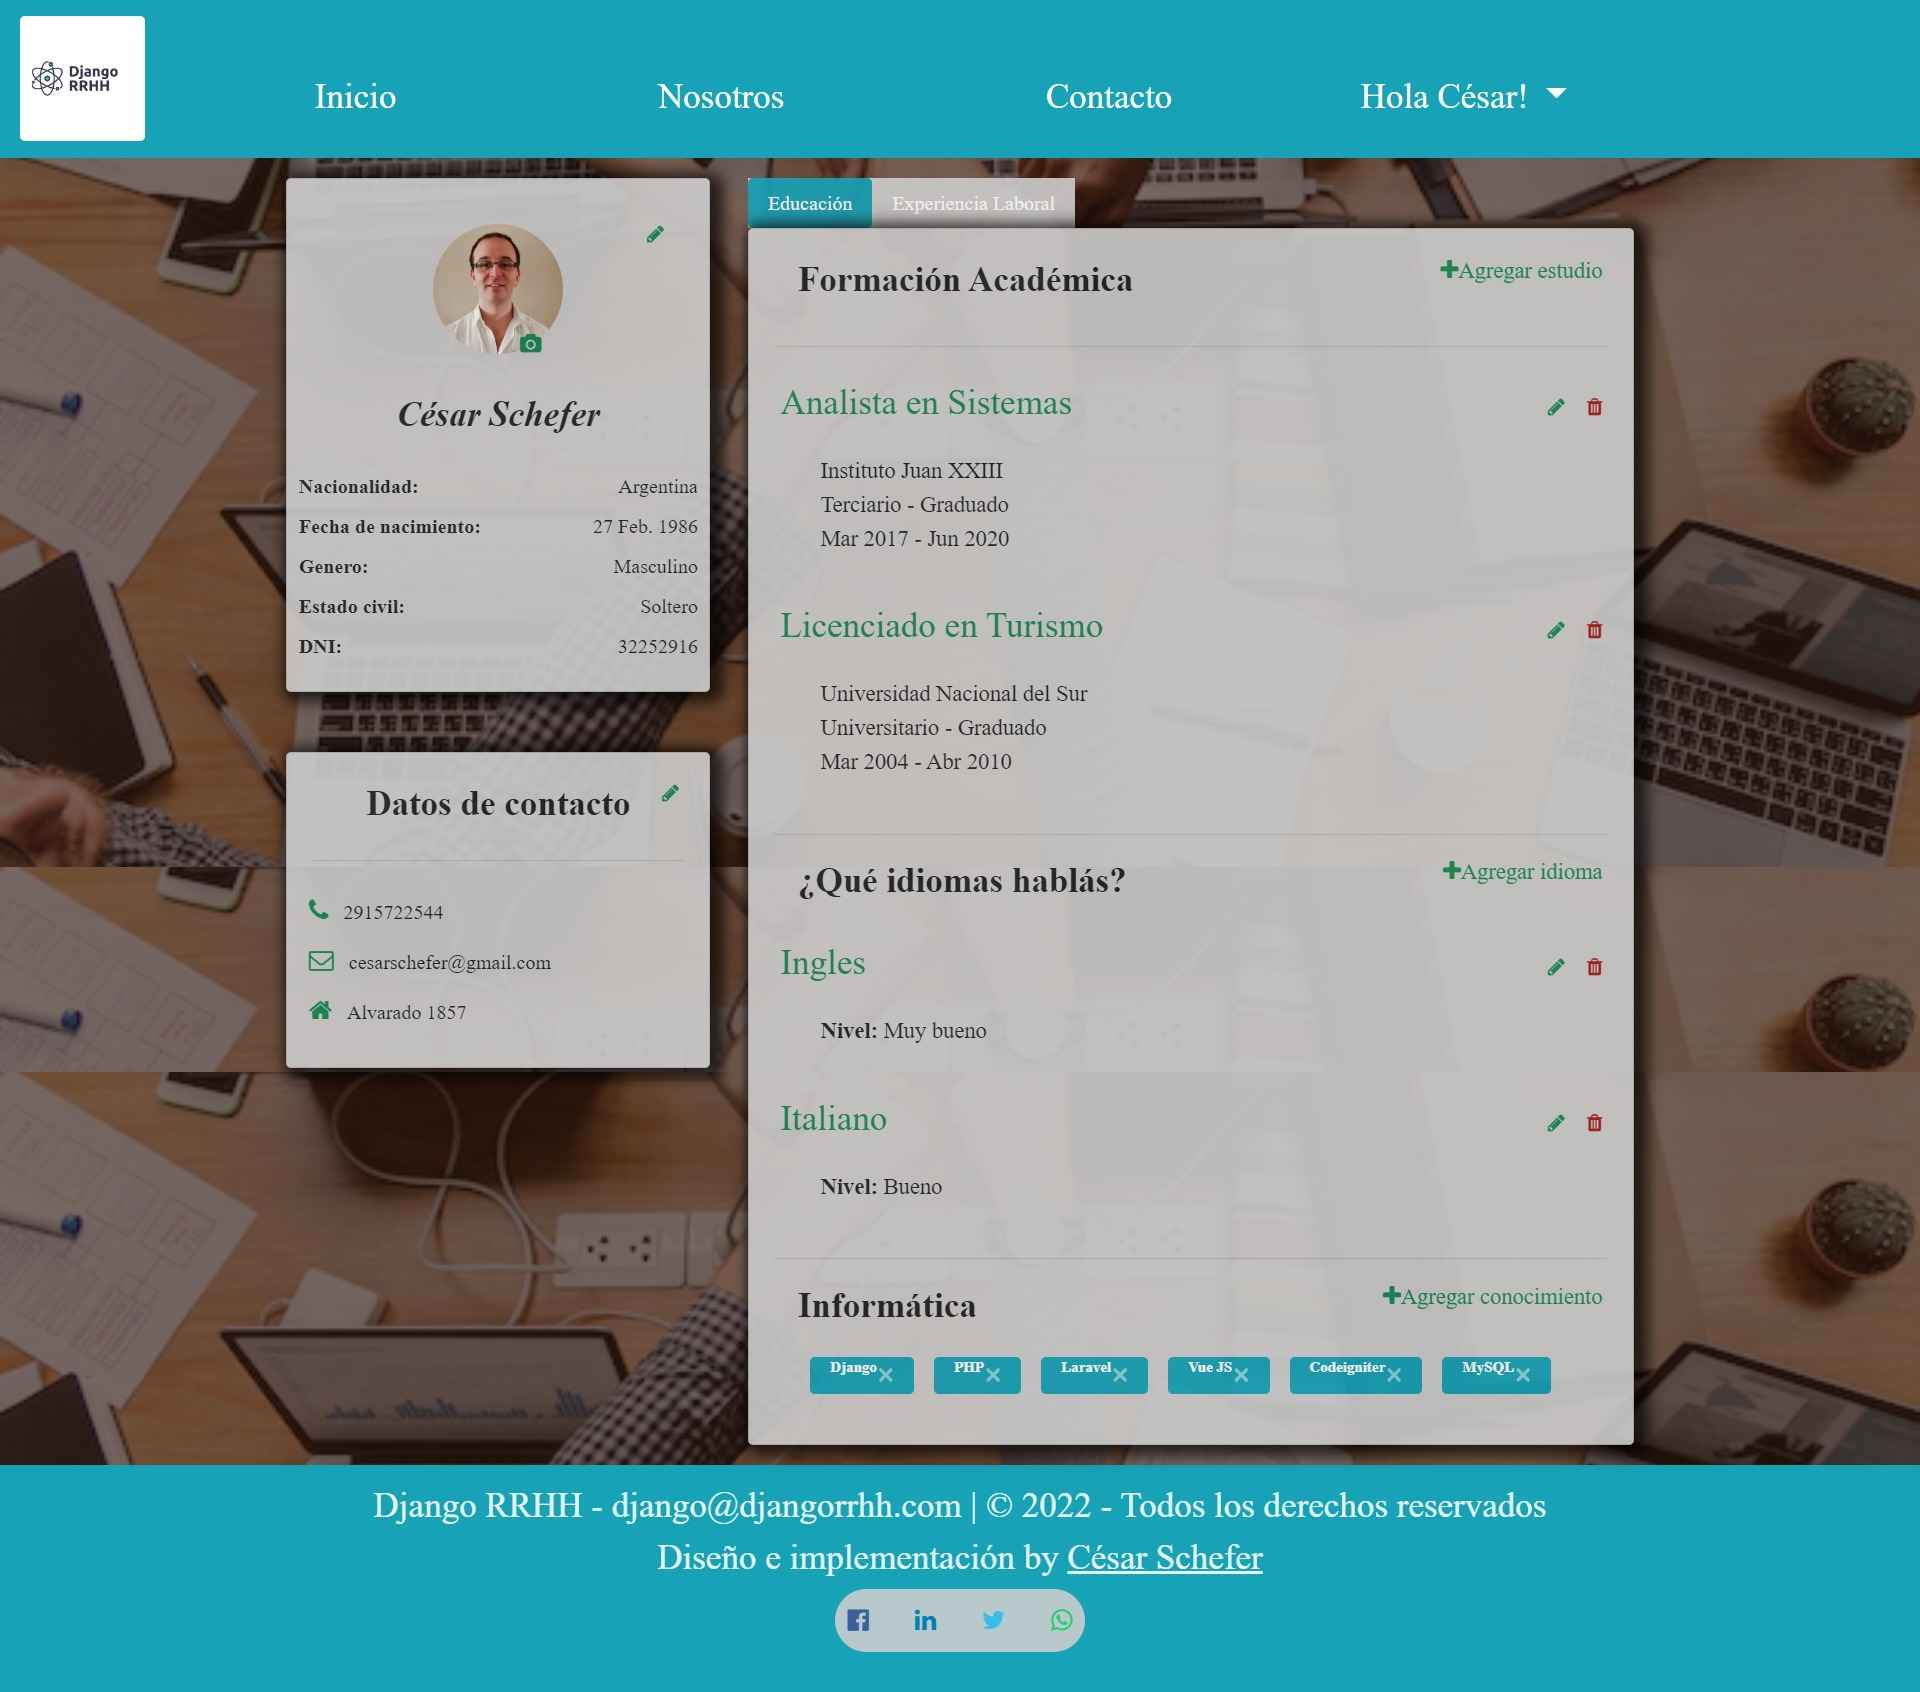 Django
RRHH
Inicio
Nosotros
Contacto
Hola César!
César Schefer
Nacionalidad: Argentina
Fecha de nacimiento: 27 Feb. 1986
Genero: Masculino
Estado civil: Soltero
DNI: 32252916
Datos de contacto
2915722544
cesarschefer@gmail.com
Alvarado 1857
Educación
Experiencia Laboral
Formación Académica
Agregar estudio
Analista en Sistemas
Instituto Juan XXIII
Terciario - Graduado
Mar 2017 - Jun 2020
Licenciado en Turismo
Universidad Nacional del Sur
Universitario - Graduado
Mar 2004 - Abr 2010
¿Qué idiomas hablás?
Agregar idioma
Ingles
Nivel: Muy bueno
Italiano
Nivel: Bueno
Informática
Agregar conocimiento
Django
PHP
Laravel
Vue JS
Codeigniter
MySQL
Django RRHH - django@djangorrhh.com | © 2022 - Todos los derechos reservados
Diseño e implementación by César Schefer